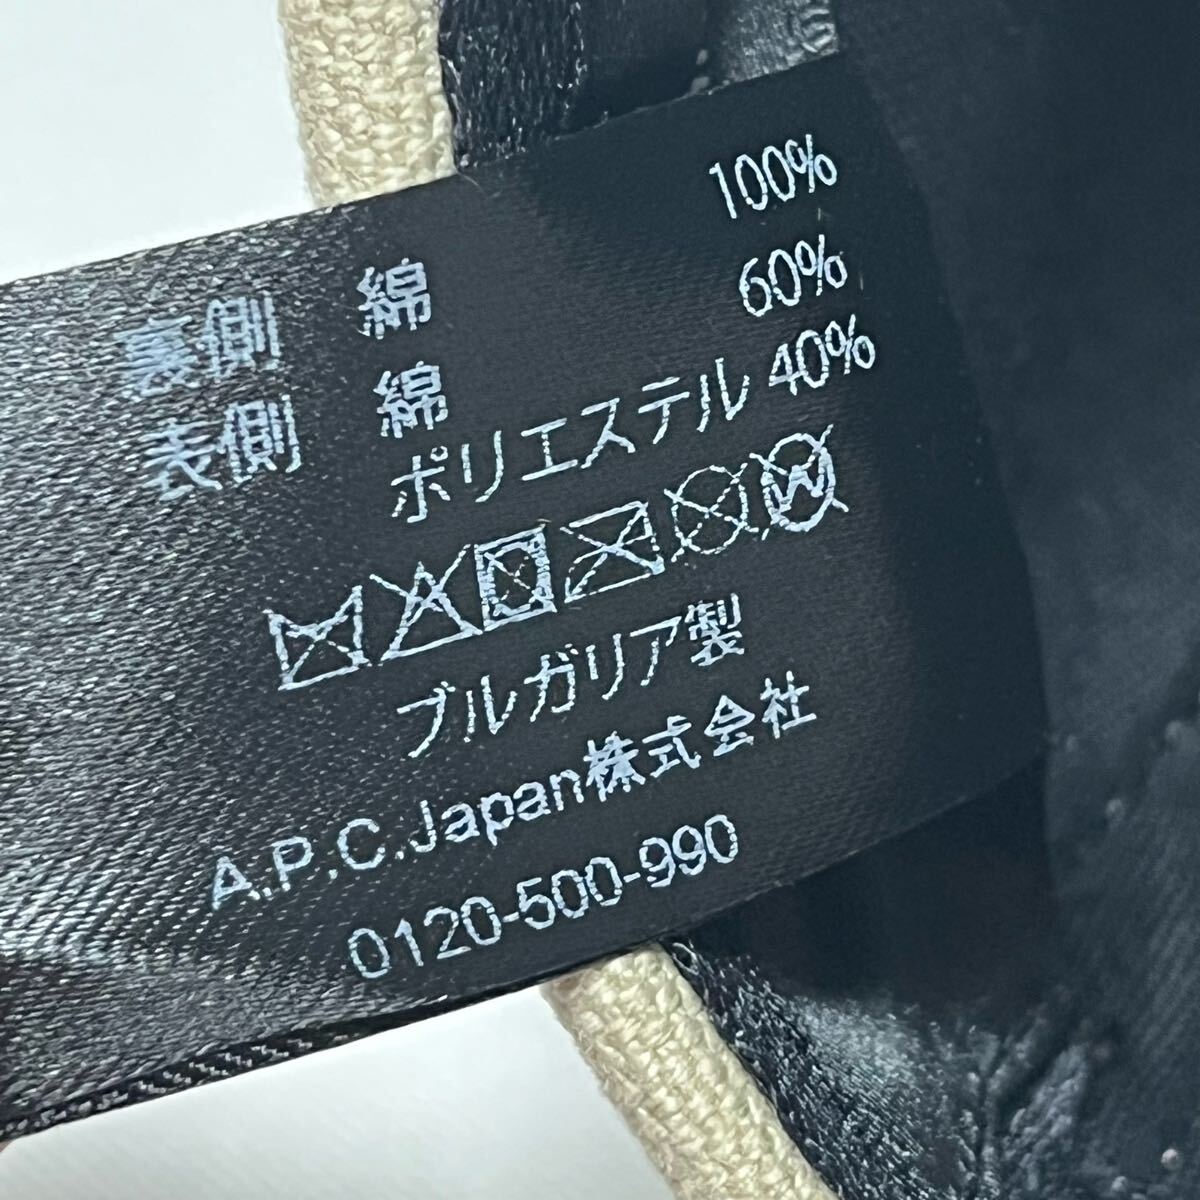 裏側 綿 100%
表側 綿 60%
ポリエステル 40%
ブルガリア製
A.P.C.Japan株式会社
0120-500-990